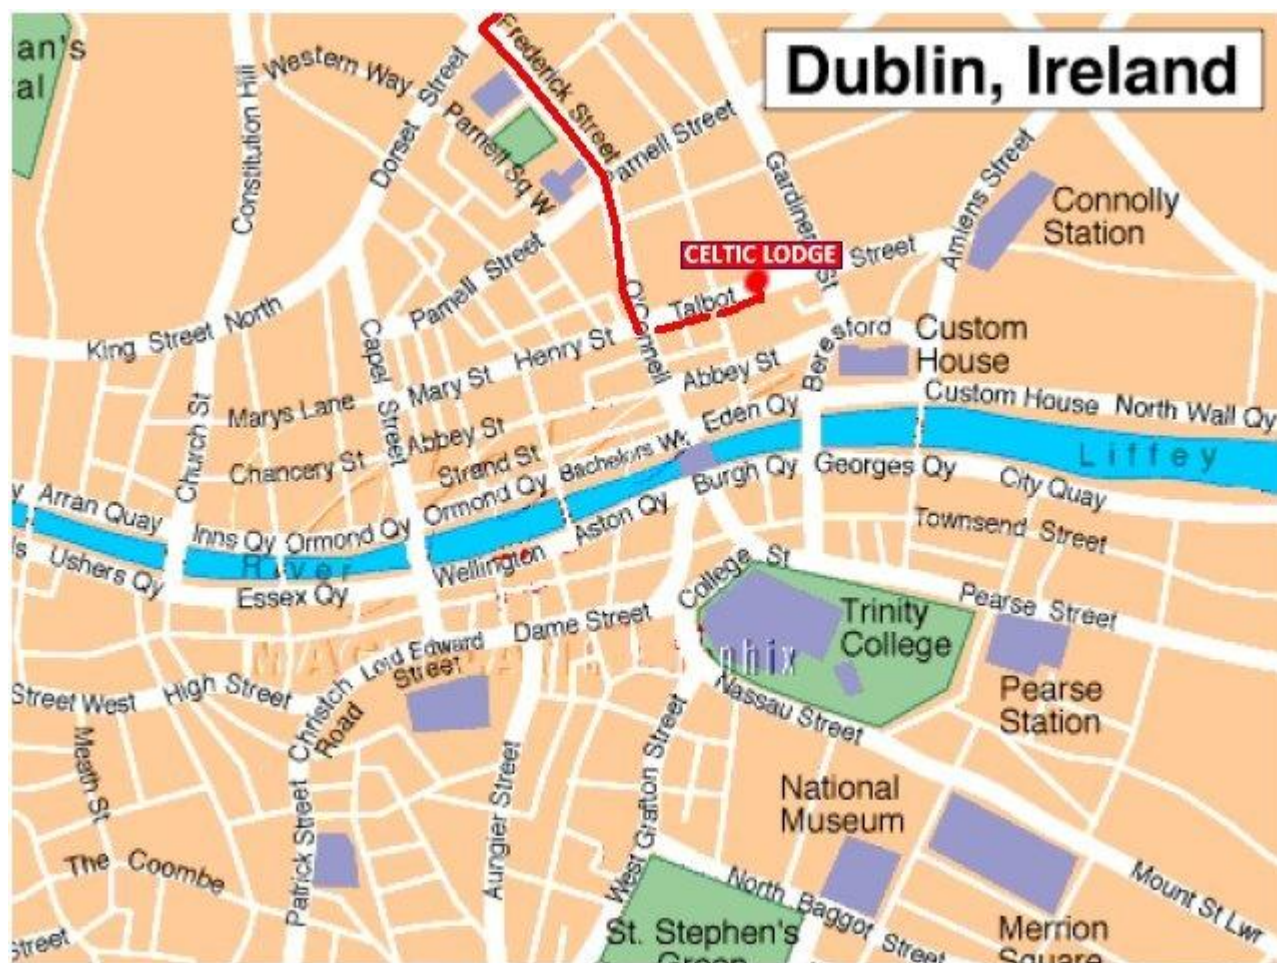 Dublin, Ireland
an's
al
Western Way
Constitution Hill
Dorset Street
Frederick Street
Parnell Sq W
Parnell Street
Gardiner St
Amiens Street
Connolly
Station
CELTIC LODGE
Street
Talbot
O'Connell
Parnell Street
King Street North
Capel Street
Henry St
Mary St
Marys Lane
Abbey St
Beresford
Custom
House
Church St
Chancery St
Abbey St
Strand St
Bachelors Wk
Eden Qy
Custom House
North Wall Qy
Liffey
Arran Quay
Inns Qy
Ormond Qy
Ormond Qy
Aston Qy
Burgh Qy
Georges Qy
City Quay
Townsend Street
Ushers Qy
River
Essex Qy
Wellington
College St
Pearse Street
Dame Street
Trinity
College
Lord Edward
Street
phix
Pearse
Station
Street West
High Street
Christch
Road
Nassau Street
Meath St
Patrick Street
Aungier Street
West Grafton Street
National
Museum
The Coombe
North Baggot Street
Mount St Lwr
Merrion
Square
St. Stephen's
Green
Street